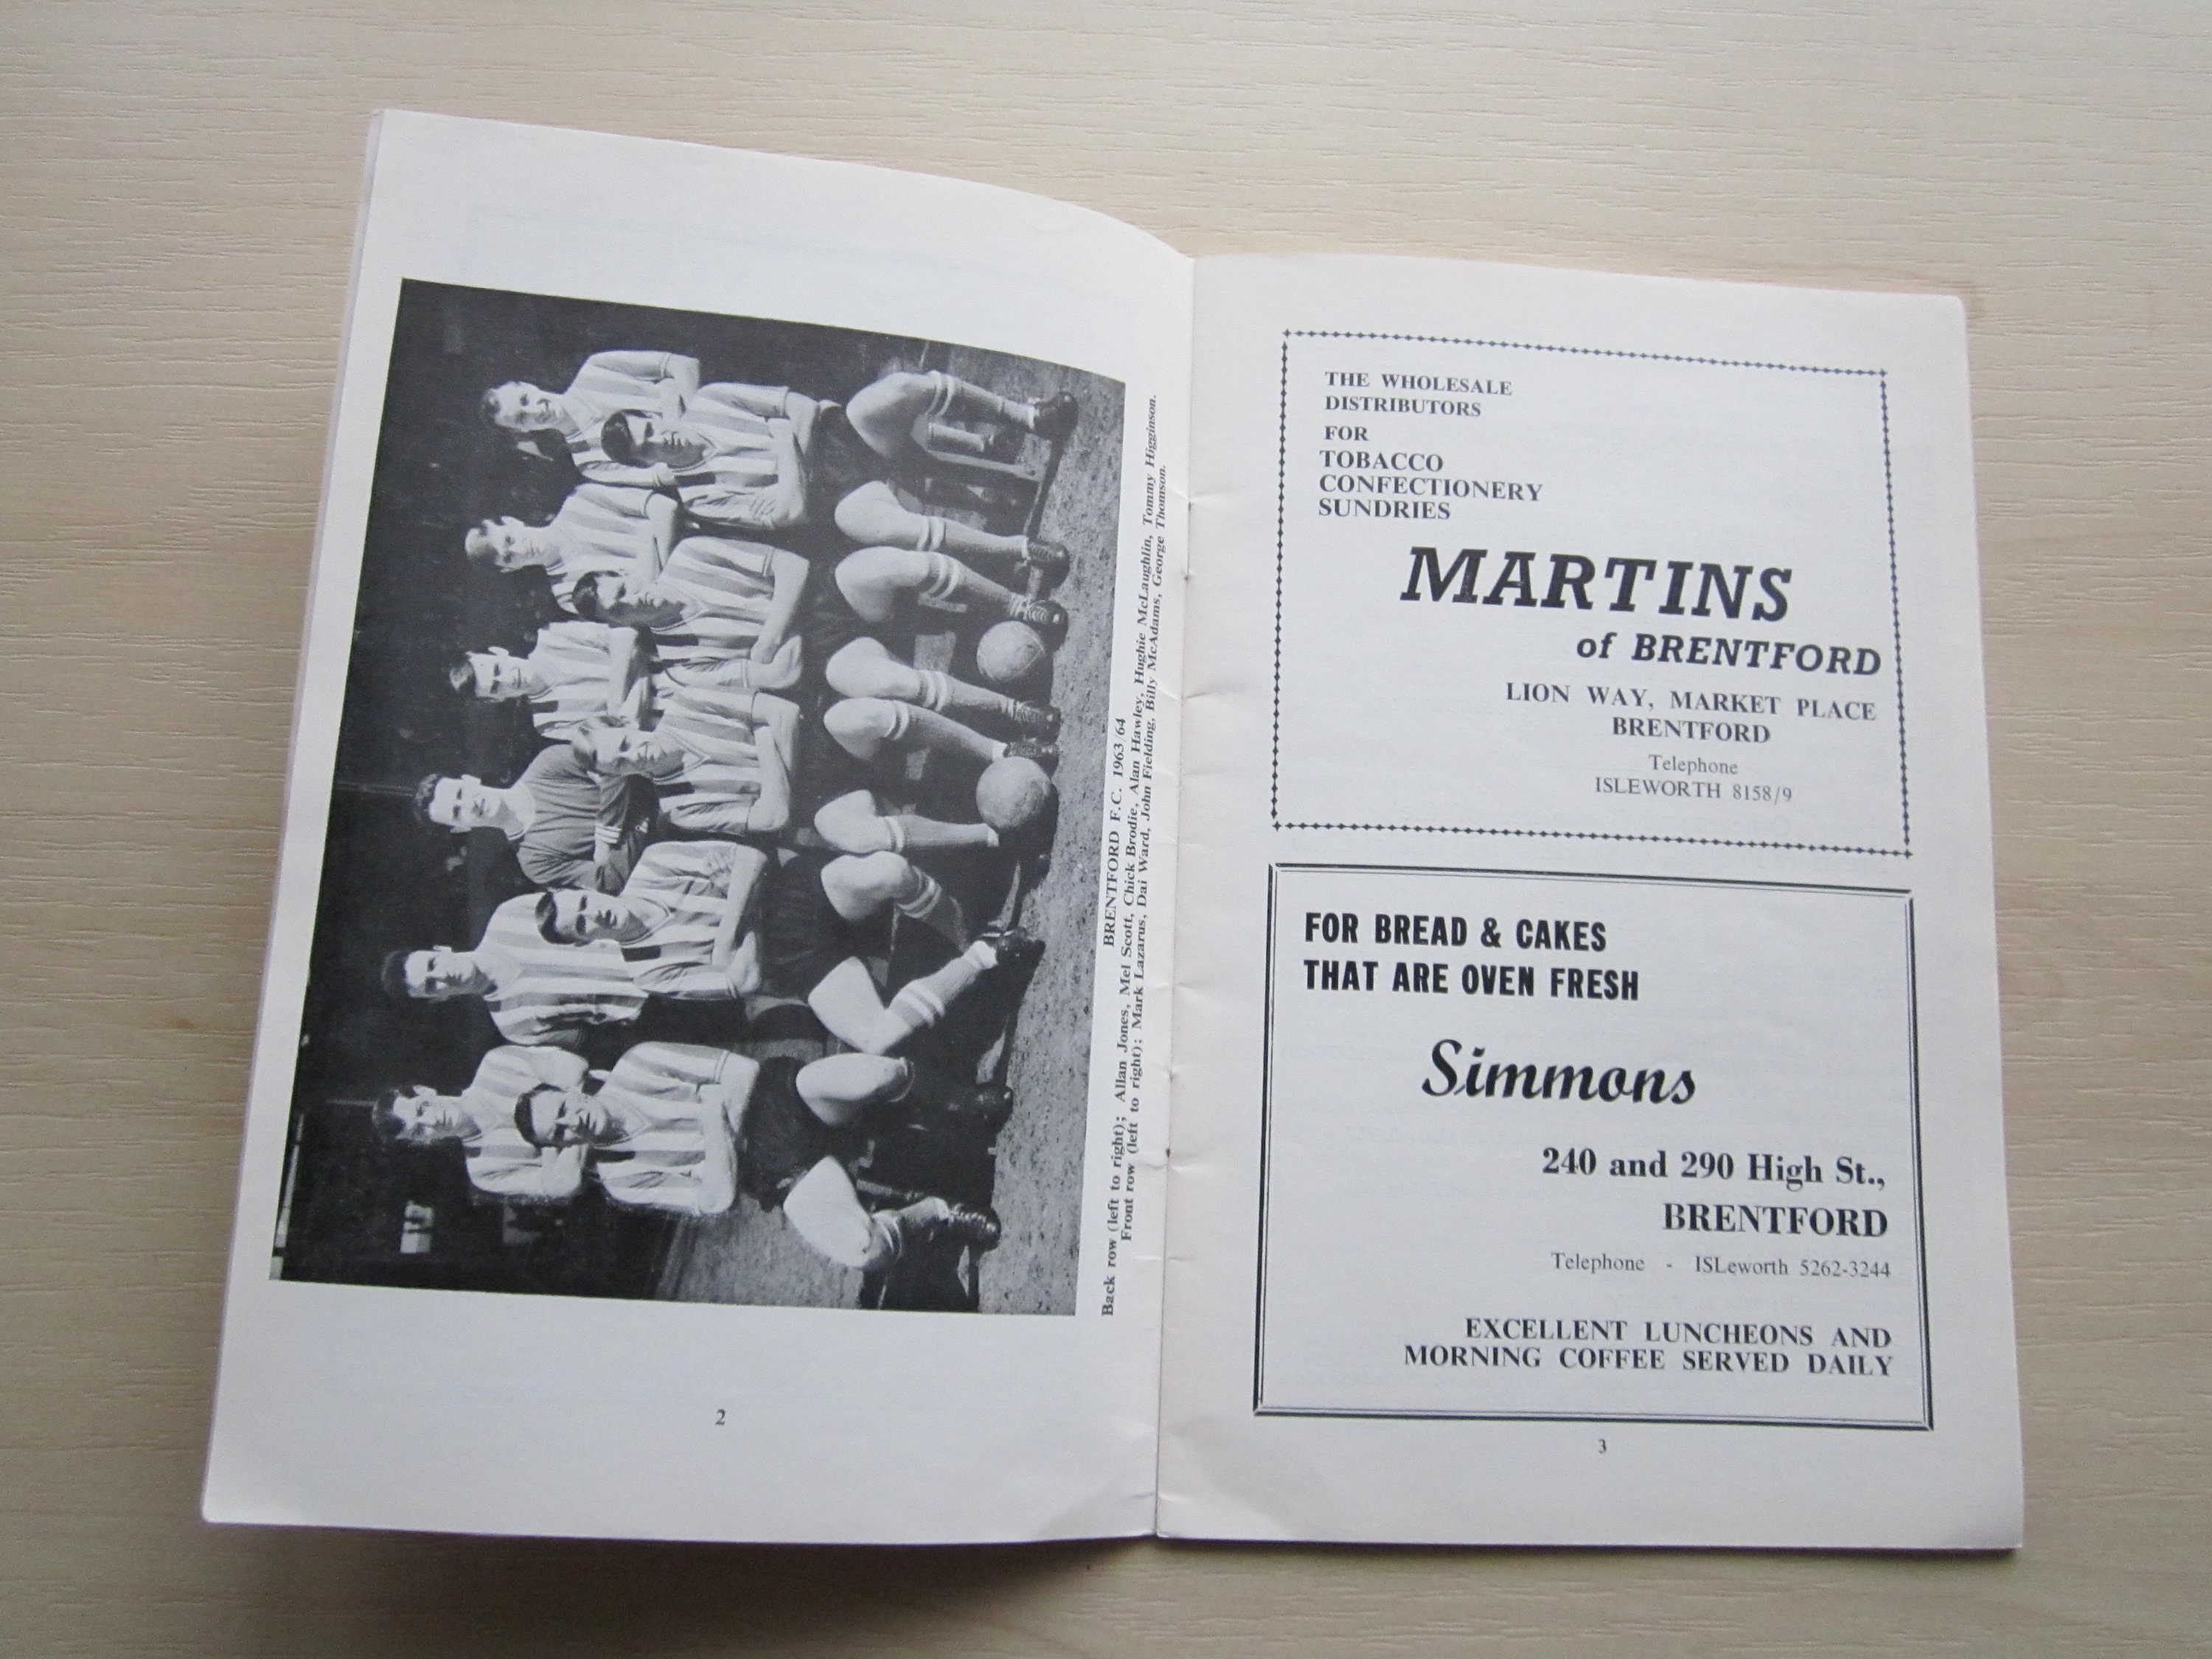 BRENTFORD F.C. 1963/64
Back row (left to right); Allan Jones, Mel Scott, Chick Brodie, Alan Hawley, Hughie McLaughlin, Tommy Higginson.
Front row (left to right); Mark Lazarus, Dai Ward, John Fielding, Billy McAdams, George Thomson.
2
THE WHOLESALE
DISTRIBUTORS
FOR
TOBACCO
CONFECTIONERY
SUNDRIES
MARTINS
of BRENTFORD
LION WAY, MARKET PLACE
BRENTFORD
Telephone
ISLEWORTH 8158/9
FOR BREAD & CAKES
THAT ARE OVEN FRESH
Simmons
240 and 290 High St.,
BRENTFORD
Telephone - ISLeworth 5262-3244
EXCELLENT LUNCHEONS AND
MORNING COFFEE SERVED DAILY
3